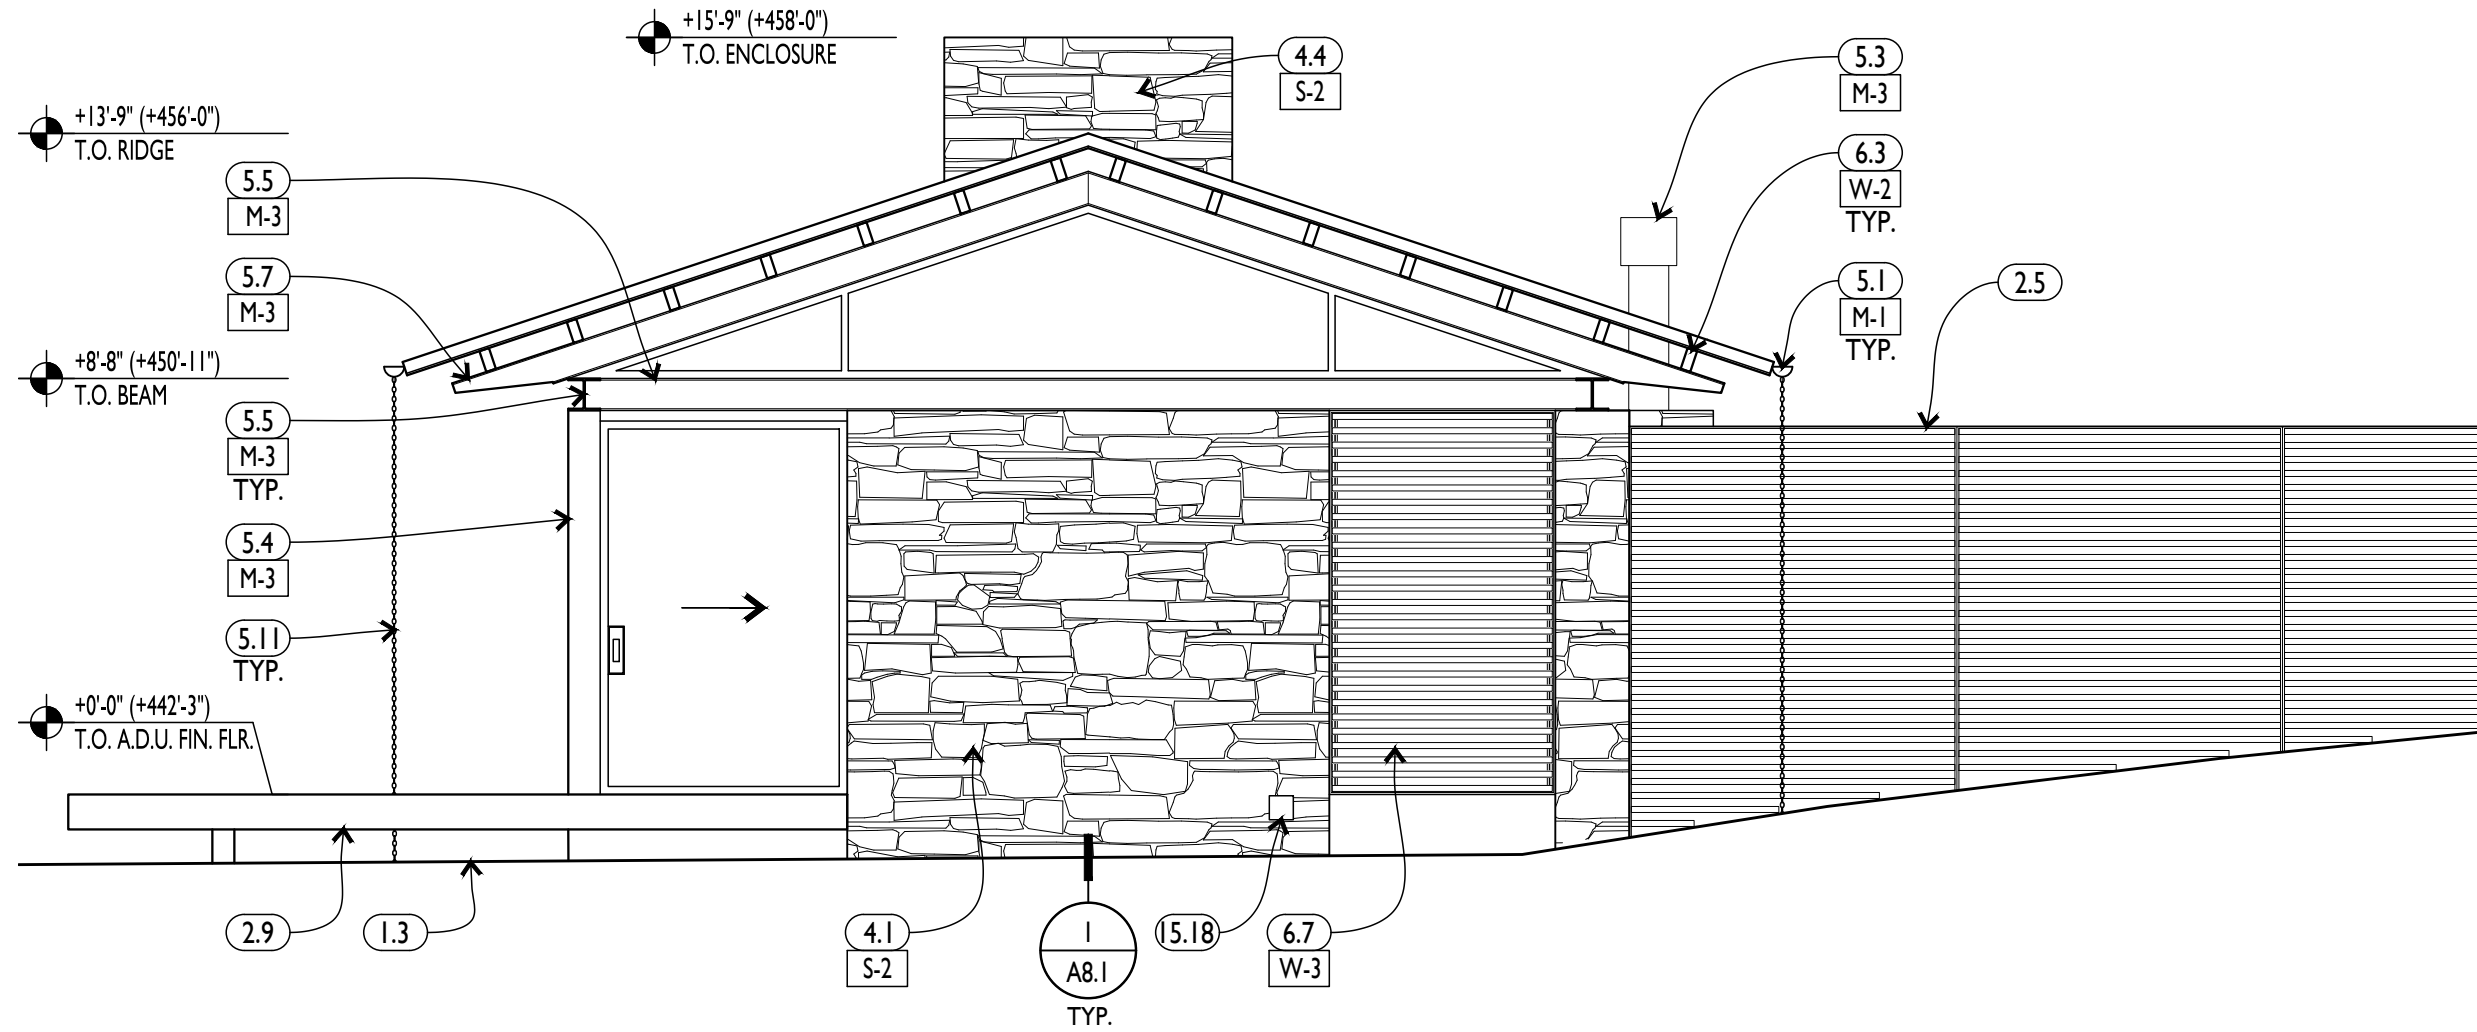 +15'-9" (+458'-0")
T.O. ENCLOSURE
4.4
S-2
5.3
M-3
+13'-9" (+456'-0")
T.O. RIDGE
5.5
M-3
6.3
W-2
TYP.
5.7
M-3
5.1
M-1
TYP.
2.5
+8'-8" (+450'-11")
T.O. BEAM
5.5
M-3
TYP.
5.4
M-3
5.11
TYP.
+0'-0" (+442'-3")
T.O. A.D.U. FIN. FLR.
2.9
1.3
4.1
S-2
1
A8.1
TYP.
15.18
6.7
W-3